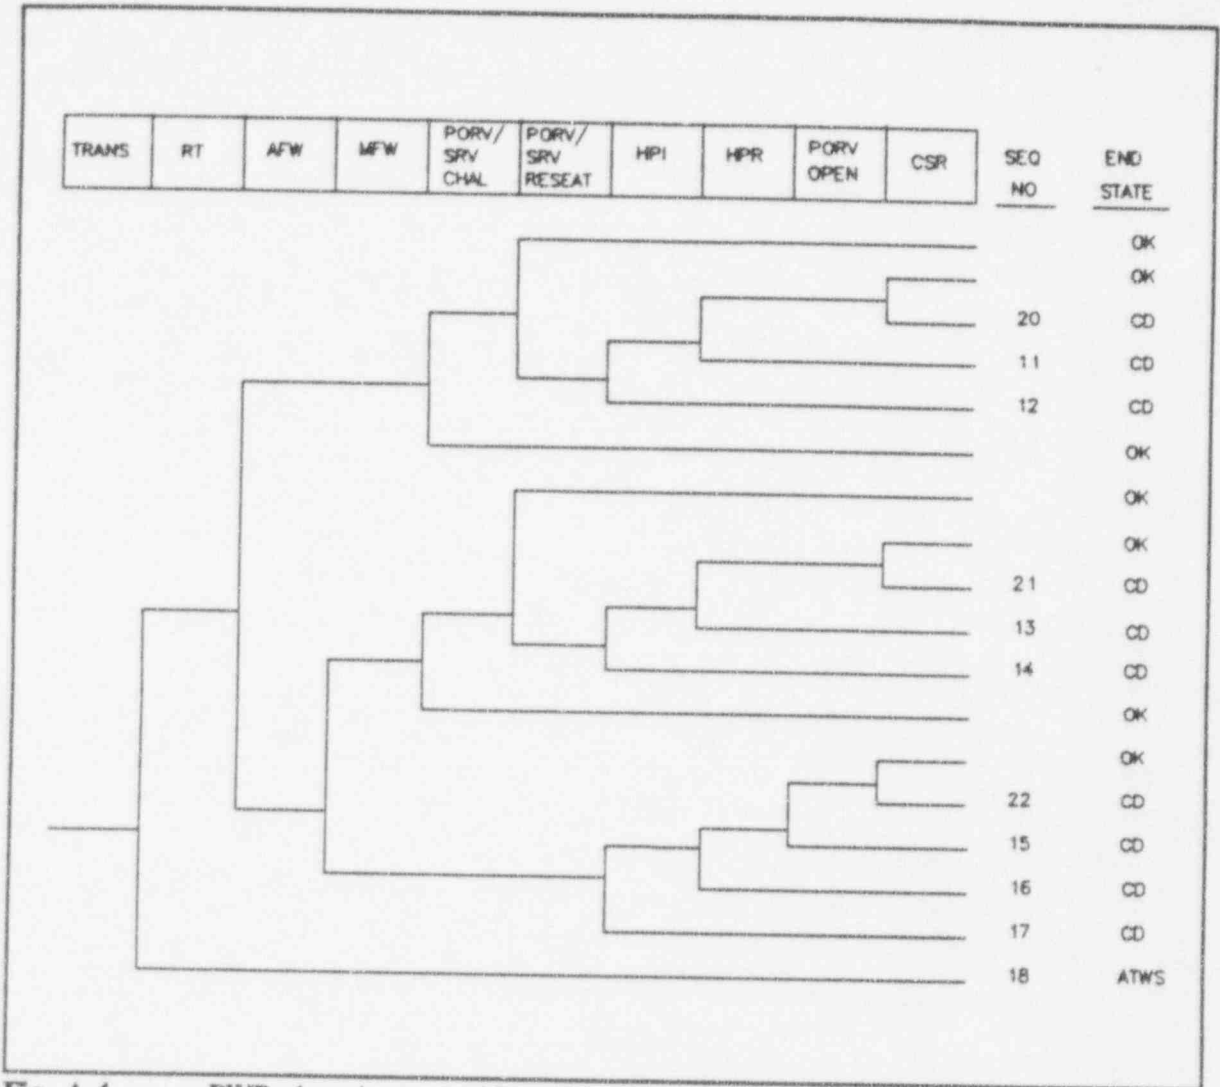 TRANS RT AFW MFW PORV/ SRV CHAL PORV/ SRV RESEAT HPI HPR PORV OPEN CSR SEQ NO END STATE
OK
OK
20 CD
11 CD
12 CD
OK
OK
OK
21 CD
13 CD
14 CD
OK
OK
22 CD
15 CD
16 CD
17 CD
18 ATWS